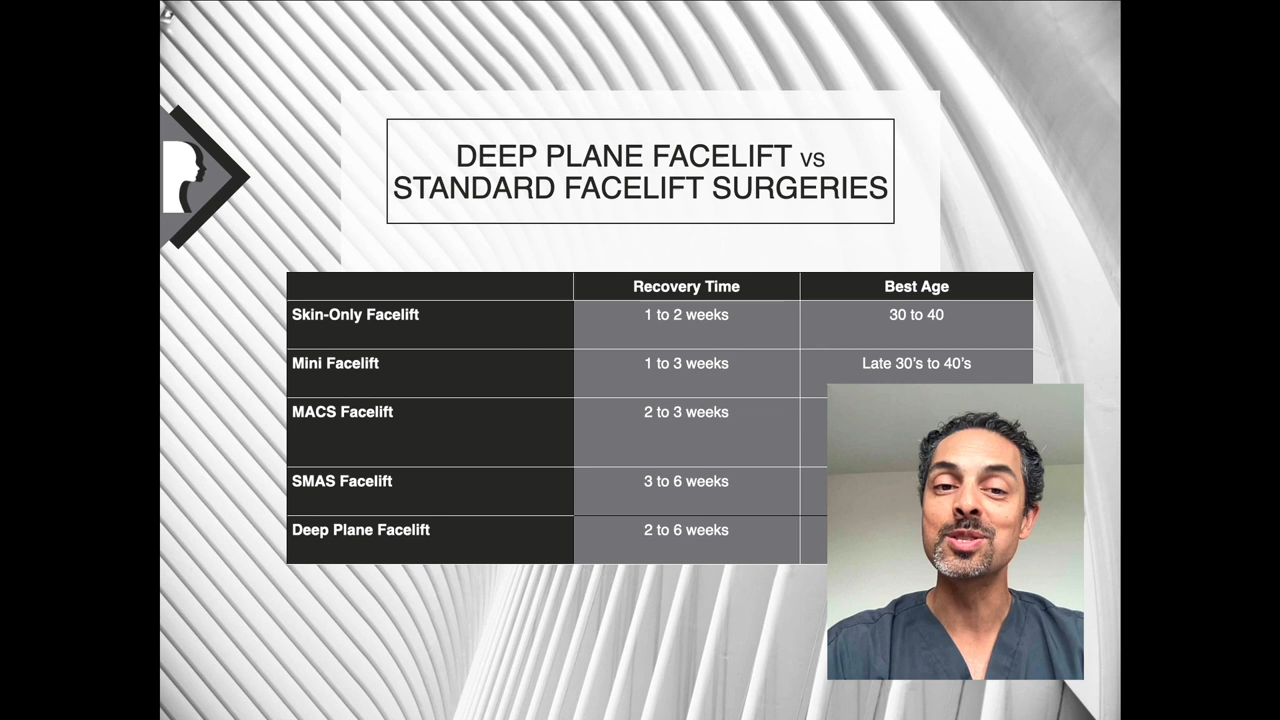 DEEP PLANE FACELIFT VS
STANDARD FACELIFT SURGERIES
Recovery Time Best Age
Skin-Only Facelift 1 to 2 weeks 30 to 40
Mini Facelift 1 to 3 weeks Late 30’s to 40’s
MACS Facelift 2 to 3 weeks
SMAS Facelift 3 to 6 weeks
Deep Plane Facelift 2 to 6 weeks